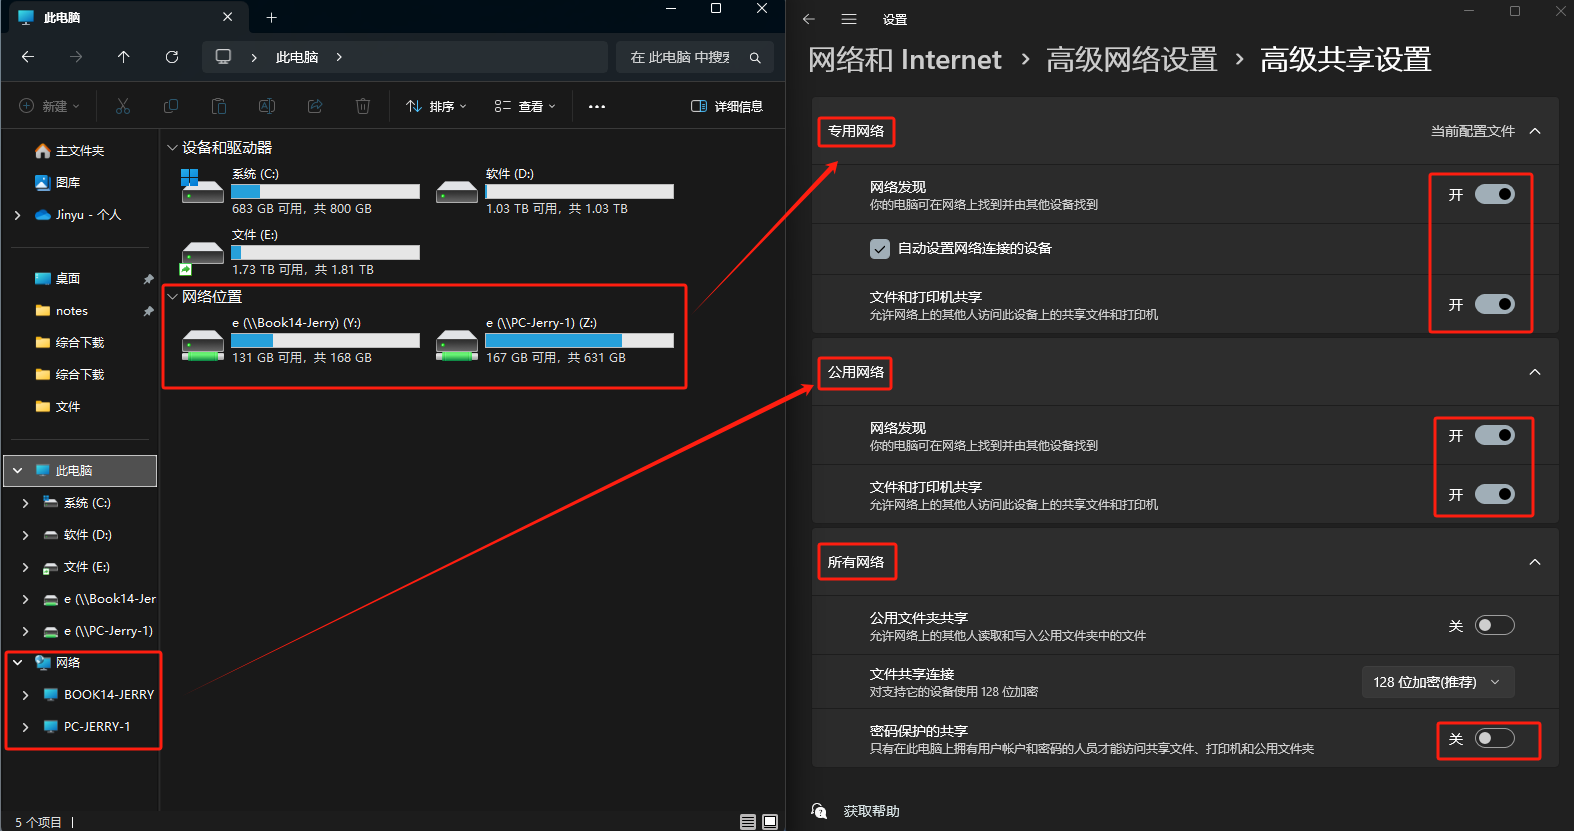 此电脑
此电脑
在 此电脑 中搜
新建
排序
查看
详细信息
主文件夹
图库
Jinyu - 个人
桌面
notes
综合下载
综合下载
文件
此电脑
系统 (C:)
软件 (D:)
文件 (E:)
e (\\Book14-Jer
e (\\PC-Jerry-1)
网络
BOOK14-JERRY
PC-JERRY-1
5 个项目
设备和驱动器
系统 (C:)
683 GB 可用，共 800 GB
软件 (D:)
1.03 TB 可用，共 1.03 TB
文件 (E:)
1.73 TB 可用，共 1.81 TB
网络位置
e (\\Book14-Jerry) (Y:)
131 GB 可用，共 168 GB
e (\\PC-Jerry-1) (Z:)
167 GB 可用，共 631 GB
设置
网络和 Internet › 高级网络设置 › 高级共享设置
专用网络
当前配置文件
网络发现
你的电脑可在网络上找到并由其他设备找到
开
自动设置网络连接的设备
文件和打印机共享
允许网络上的其他人访问此设备上的共享文件和打印机
开
公用网络
网络发现
你的电脑可在网络上找到并由其他设备找到
开
文件和打印机共享
允许网络上的其他人访问此设备上的共享文件和打印机
开
所有网络
公用文件夹共享
允许网络上的其他人读取和写入公用文件夹中的文件
关
文件共享连接
对支持它的设备使用 128 位加密
128 位加密(推荐)
密码保护的共享
只有在此电脑上拥有用户帐户和密码的人员才能访问共享文件、打印机和公用文件夹
关
获取帮助